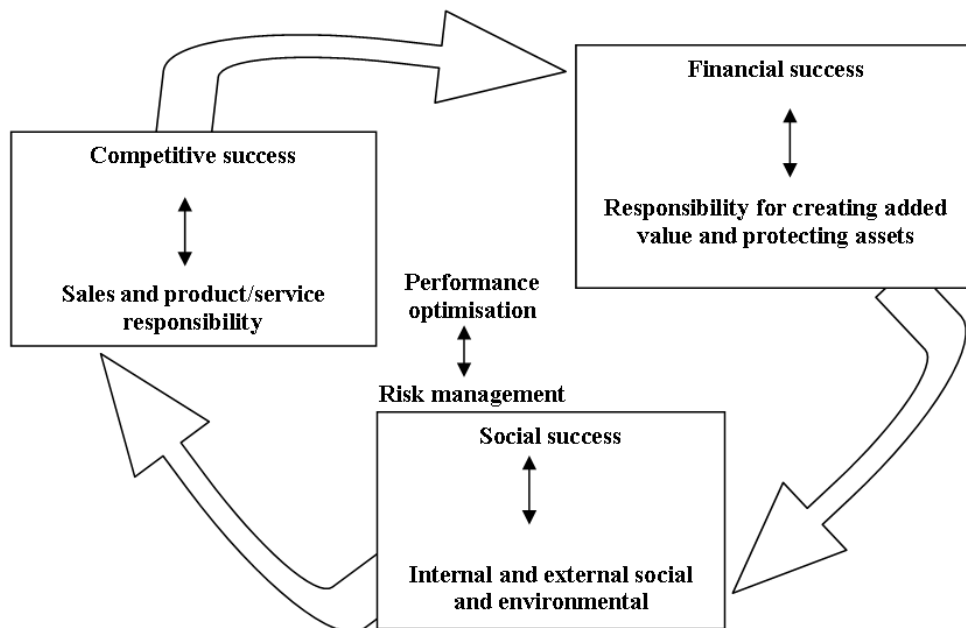 Financial success
Responsibility for creating added
value and protecting assets
Competitive success
Sales and product/service
responsibility
Performance
optimisation
Risk management
Social success
Internal and external social
and environmental